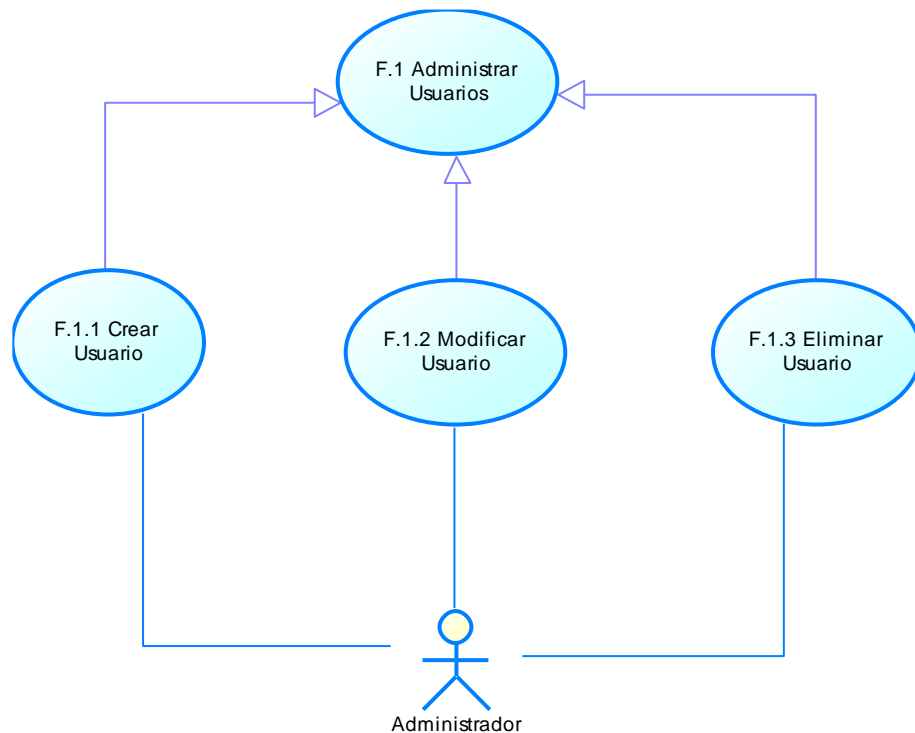 F.1 Administrar
Usuarios
F.1.1 Crear
Usuario
F.1.2 Modificar
Usuario
F.1.3 Eliminar
Usuario
Administrador